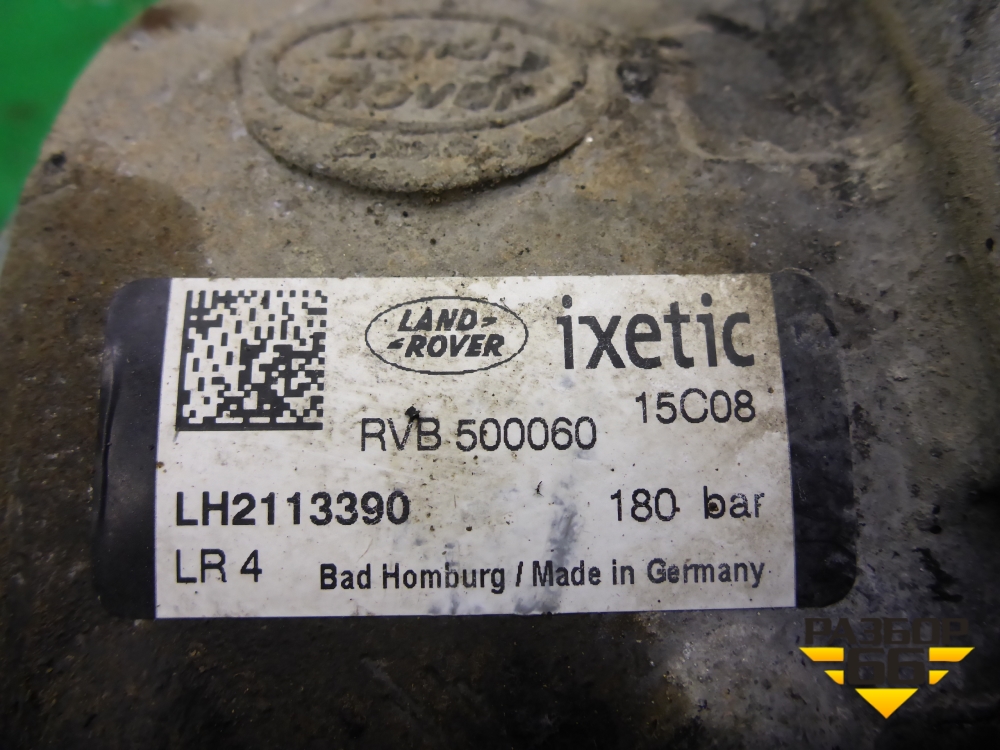 Land
Rover
LAND
ROVER
ixetic
15C08
RVB 500060
LH2113390
180 bar
LR 4
Bad Homburg / Made in Germany
РАЗБОР
66